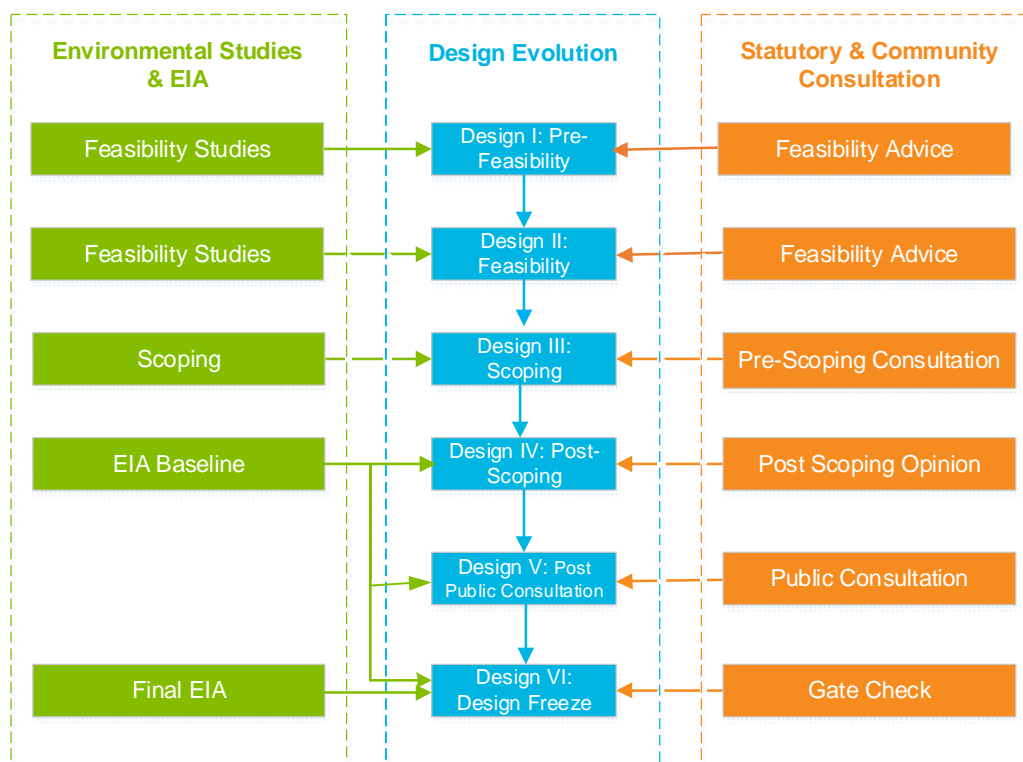 Environmental Studies
& EIA
Design Evolution
Statutory & Community
Consultation
Feasibility Studies
Design I: Pre-
Feasibility
Feasibility Advice
Feasibility Studies
Design II:
Feasibility
Feasibility Advice
Scoping
Design III:
Scoping
Pre-Scoping Consultation
EIA Baseline
Design IV: Post-
Scoping
Post Scoping Opinion
Design V: Post
Public Consultation
Public Consultation
Final EIA
Design VI:
Design Freeze
Gate Check